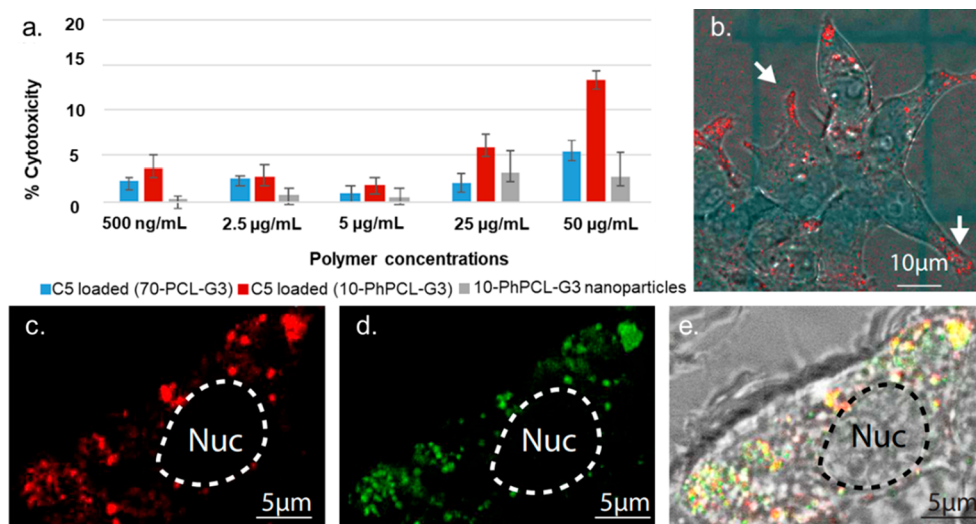 a.
20
15
10
5
0
% Cytotoxicity
500 ng/mL 2.5 µg/mL 5 µg/mL 25 µg/mL 50 µg/mL
Polymer concentrations
C5 loaded (70-PCL-G3) C5 loaded (10-PhPCL-G3) 10-PhPCL-G3 nanoparticles
b.
10µm
c.
Nuc
5µm
d.
Nuc
5µm
e.
Nuc
5µm